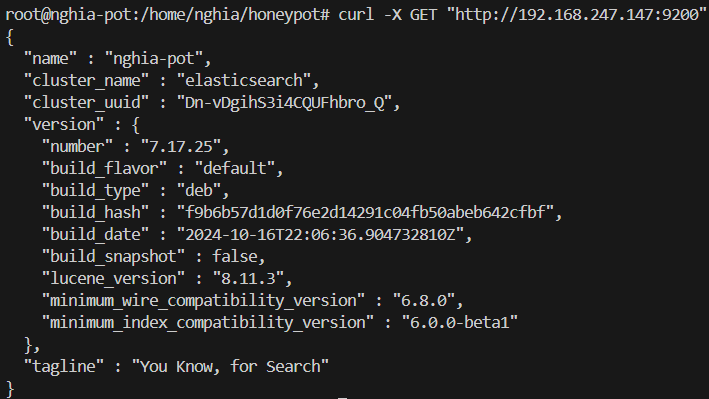 root@nghia-pot:/home/nghia/honeypot# curl -X GET "http://192.168.247.147:9200"
{
  "name" : "nghia-pot",
  "cluster_name" : "elasticsearch",
  "cluster_uuid" : "Dn-vDgihS3i4CQUFhbro_Q",
  "version" : {
    "number" : "7.17.25",
    "build_flavor" : "default",
    "build_type" : "deb",
    "build_hash" : "f9b6b57d1d0f76e2d14291c04fb50abeb642cfbf",
    "build_date" : "2024-10-16T22:06:36.904732810Z",
    "build_snapshot" : false,
    "lucene_version" : "8.11.3",
    "minimum_wire_compatibility_version" : "6.8.0",
    "minimum_index_compatibility_version" : "6.0.0-beta1"
  },
  "tagline" : "You Know, for Search"
}